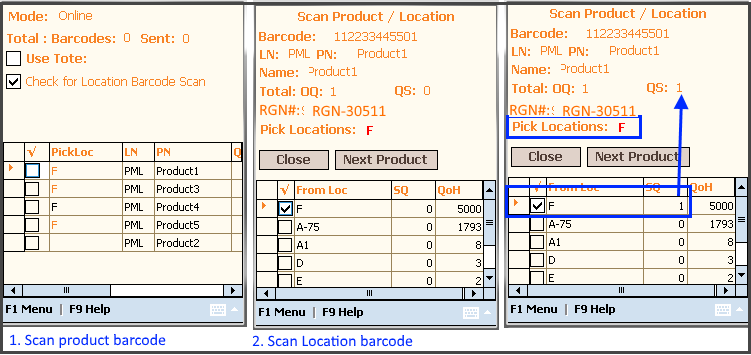 Mode: Online
Total : Barcodes: 0 Sent: 0
Use Tote:
Check for Location Barcode Scan
√ PickLoc LN PN Q
F PML Product1
F PML Product3
F PML Product4
F PML Product5
PML Product2
F1 Menu | F9 Help
1. Scan product barcode
Scan Product / Location
Barcode: 112233445501
LN: PML PN: Product1
Name: Product1
Total: OQ: 1 QS: 0
RGN#: RGN-30511
Pick Locations: F
Close Next Product
√ From Loc SQ QoH
F 0 5000
A-75 0 1793
A1 0 8
D 0 3
E 0 2
F1 Menu | F9 Help
2. Scan Location barcode
Scan Product / Location
Barcode: 112233445501
LN: PML PN: Product1
Name: Product1
Total: OQ: 1 QS: 1
RGN#: RGN-30511
Pick Locations: F
Close Next Product
√ From Loc SQ QoH
F 1 5000
A-75 0 1793
A1 0 8
D 0 3
E 0 2
F1 Menu | F9 Help